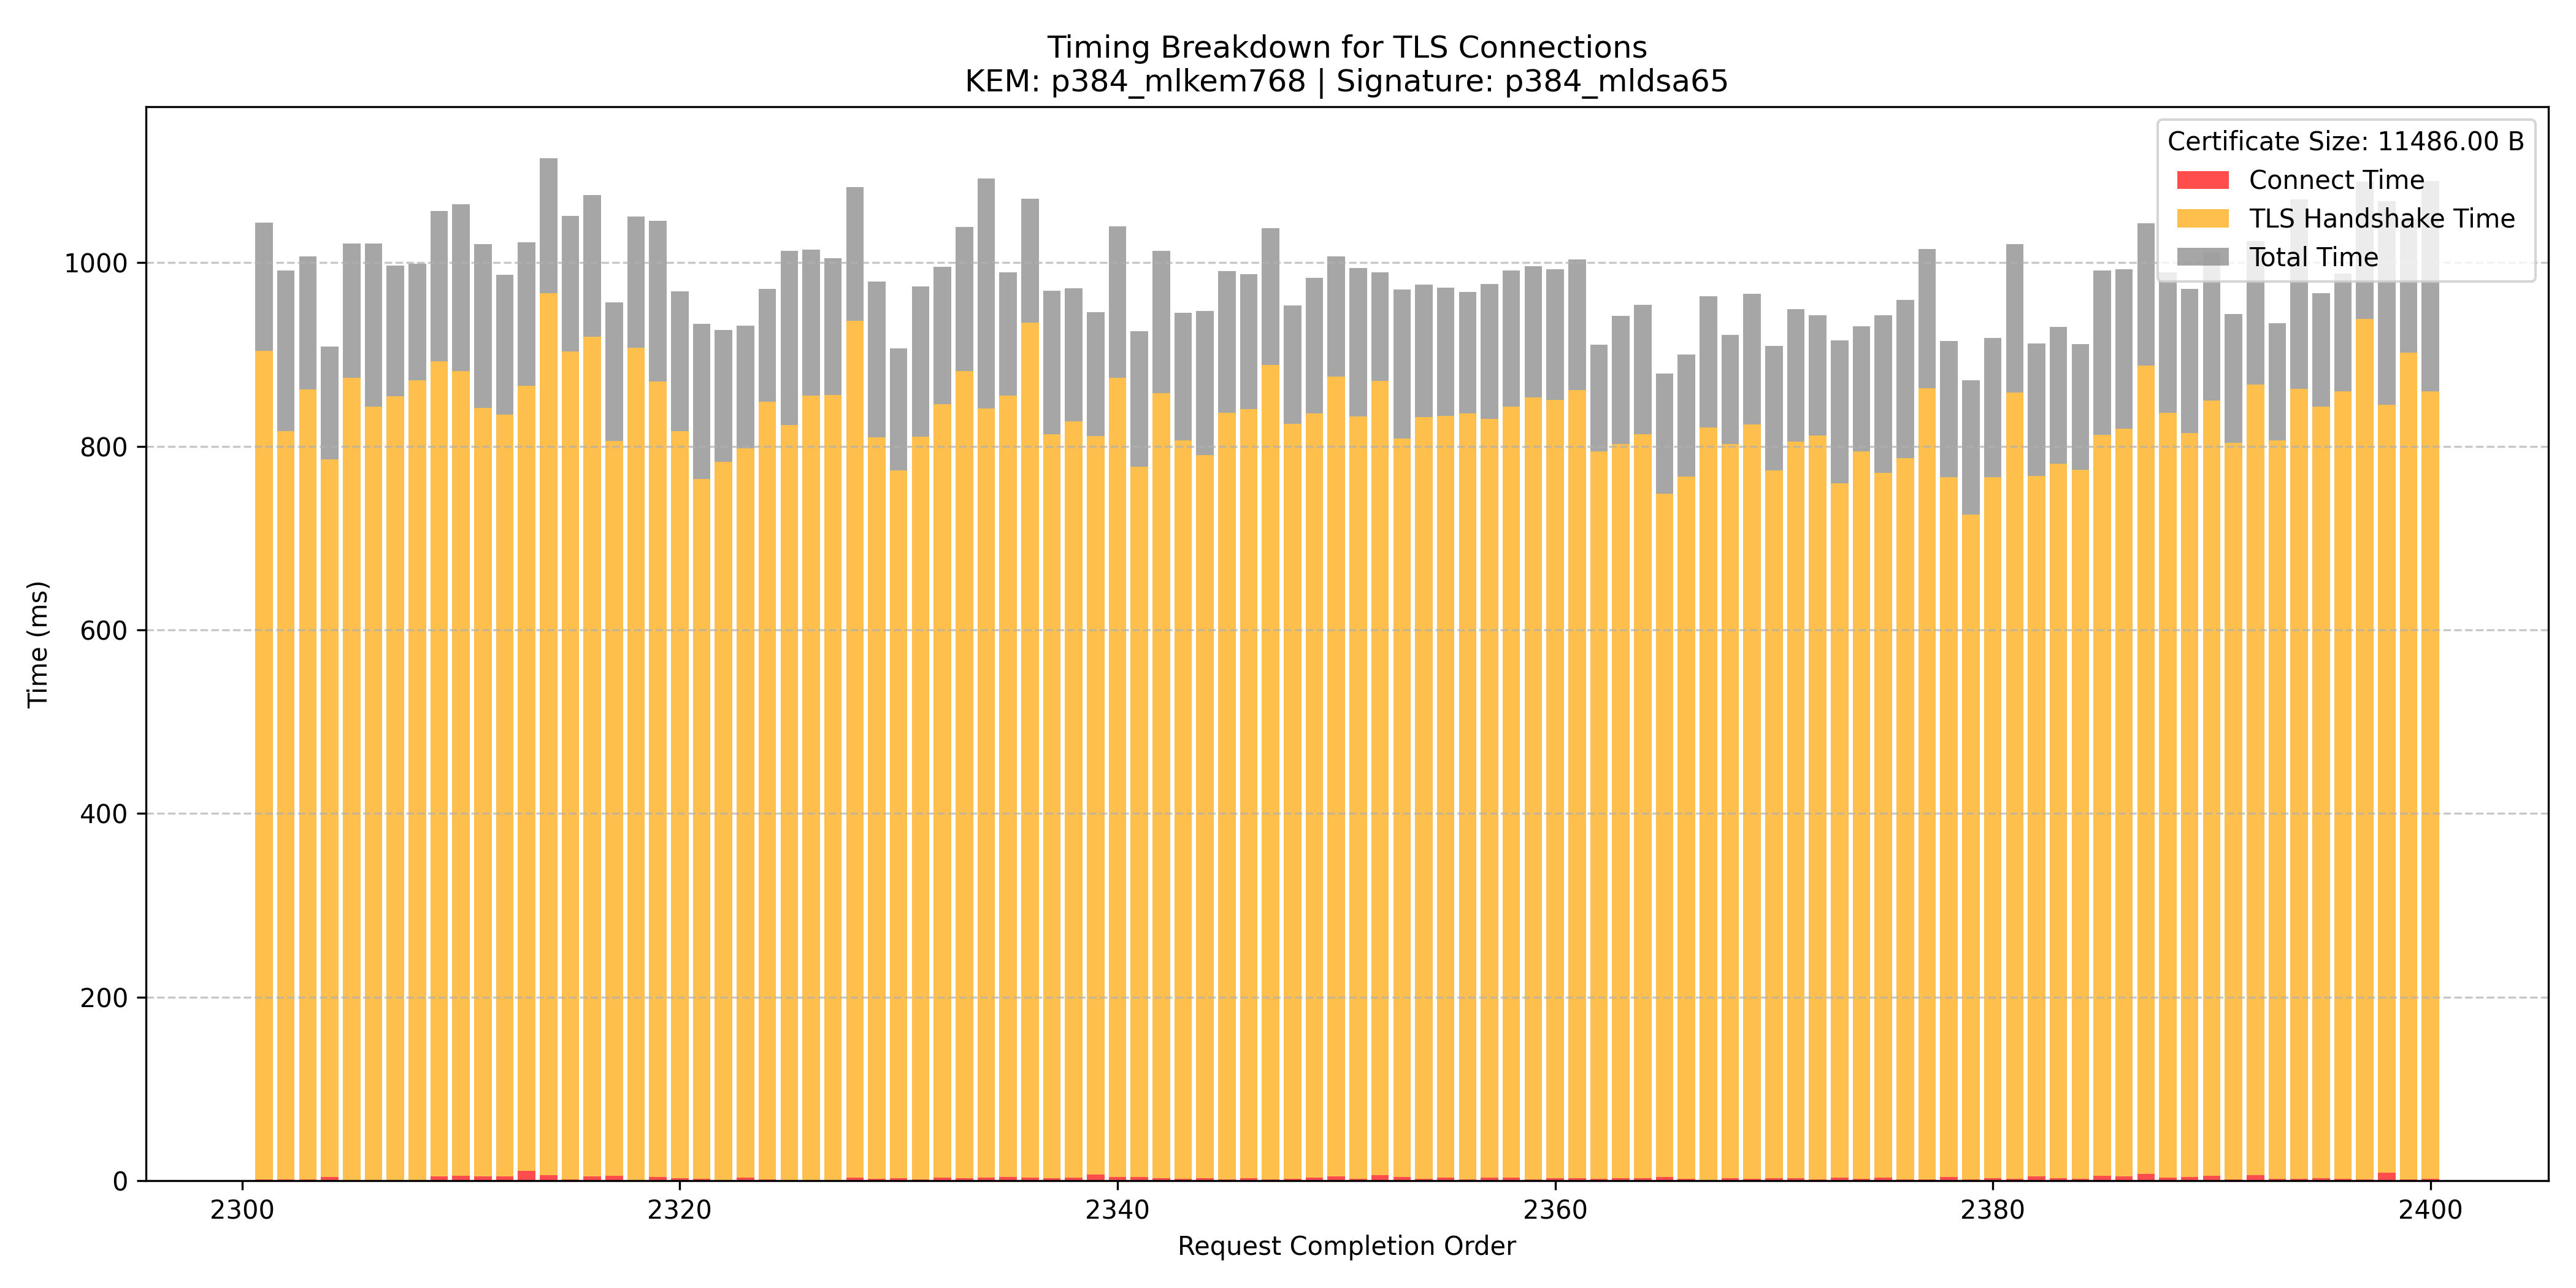 Timing Breakdown for TLS Connections
KEM: p384_mlkem768 | Signature: p384_mldsa65
Certificate Size: 11486.00 B
Connect Time
TLS Handshake Time
Total Time
Time (ms)
1000
800
600
400
200
0
2300 2320 2340 2360 2380 2400
Request Completion Order